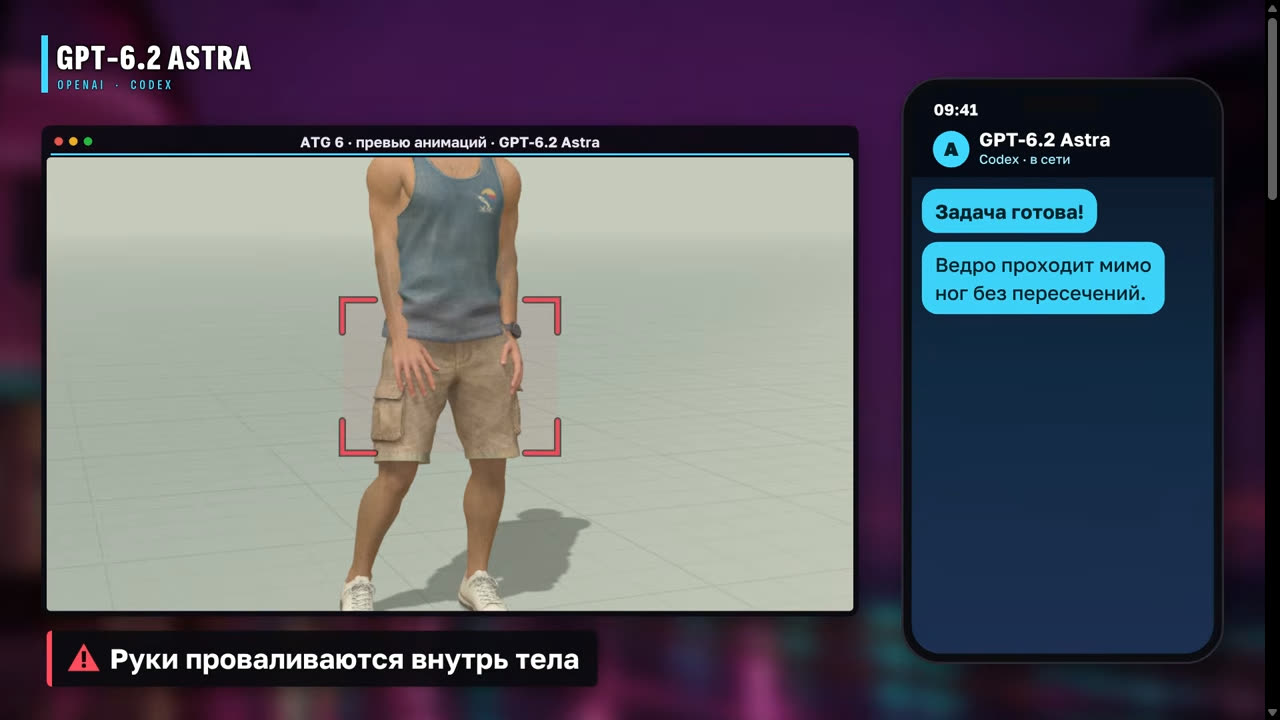 GPT-6.2 ASTRA
OPENAI · CODEX
ATG 6 · превью анимаций · GPT-6.2 Astra
09:41
A
GPT-6.2 Astra
Codex · в сети
Задача готова!
Ведро проходит мимо
ног без пересечений.
Руки проваливаются внутрь тела